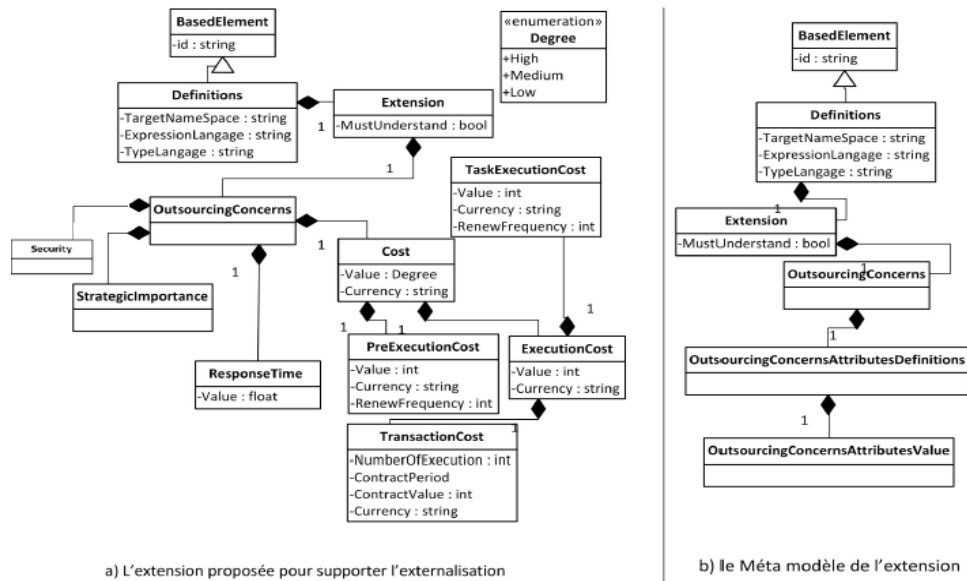 BasedElement
-id : string
«enumeration»
Degree
+High
+Medium
+Low
Definitions
-TargetNameSpace : string
-ExpressionLangage : string
-TypeLangage : string
1
Extension
-MustUnderstand : bool
1
OutsourcingConcerns
Security
StrategicImportance
1
ResponseTime
-Value : float
1
Cost
-Value : Degree
-Currency : string
TaskExecutionCost
-Value : int
-Currency : string
-RenewFrequency : int
1
1
1
PreExecutionCost
-Value : int
-Currency : string
-RenewFrequency : int
ExecutionCost
-Value : int
-Currency : string
1
TransactionCost
-NumberOfExecution : int
-ContractPeriod
-ContractValue : int
-Currency : string
a) L'extension proposée pour supporter l'externalisation
BasedElement
-id : string
Definitions
-TargetNameSpace : string
-ExpressionLangage : string
-TypeLangage : string
1
Extension
-MustUnderstand : bool
1
OutsourcingConcerns
1
OutsourcingConcernsAttributesDefinitions
1
OutsourcingConcernsAttributesValue
b) lle Méta modèle de l'extension